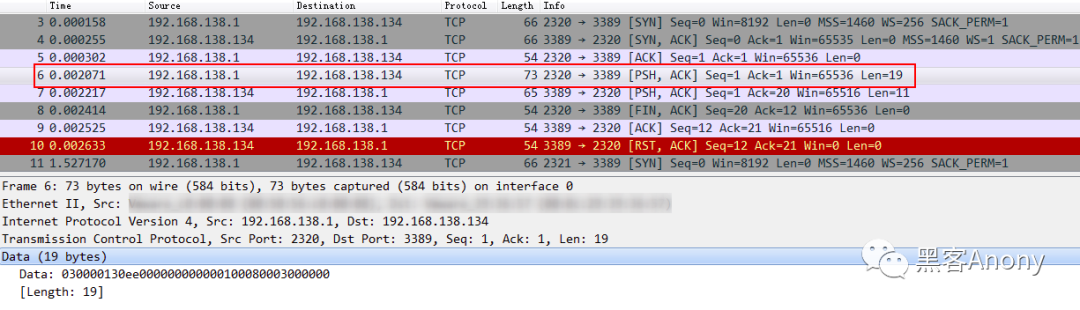 Time Source Destination Protocol Length Info
3 0.000158 192.168.138.1 192.168.138.134 TCP 66 2320 → 3389 [SYN] Seq=0 Win=8192 Len=0 MSS=1460 WS=256 SACK_PERM=1
4 0.000255 192.168.138.134 192.168.138.1 TCP 66 3389 → 2320 [SYN, ACK] Seq=0 Ack=1 Win=65535 Len=0 MSS=1460 WS=1 SACK_PERM=1
5 0.000302 192.168.138.1 192.168.138.134 TCP 54 2320 → 3389 [ACK] Seq=1 Ack=1 Win=65536 Len=0
6 0.002071 192.168.138.1 192.168.138.134 TCP 73 2320 → 3389 [PSH, ACK] Seq=1 Ack=1 Win=65536 Len=19
7 0.002217 192.168.138.134 192.168.138.1 TCP 65 3389 → 2320 [PSH, ACK] Seq=1 Ack=20 Win=65516 Len=11
8 0.002414 192.168.138.1 192.168.138.134 TCP 54 2320 → 3389 [FIN, ACK] Seq=20 Ack=12 Win=65536 Len=0
9 0.002525 192.168.138.134 192.168.138.1 TCP 54 3389 → 2320 [ACK] Seq=12 Ack=21 Win=65516 Len=0
10 0.002633 192.168.138.134 192.168.138.1 TCP 54 3389 → 2320 [RST, ACK] Seq=12 Ack=21 Win=0 Len=0
11 1.527170 192.168.138.1 192.168.138.134 TCP 66 2321 → 3389 [SYN] Seq=0 Win=8192 Len=0 MSS=1460 WS=256 SACK_PERM=1
Frame 6: 73 bytes on wire (584 bits), 73 bytes captured (584 bits) on interface 0
Ethernet II, Src:
Internet Protocol Version 4, Src: 192.168.138.1, Dst: 192.168.138.134
Transmission Control Protocol, Src Port: 2320, Dst Port: 3389, Seq: 1, Ack: 1, Len: 19
Data (19 bytes)
Data: 030000130ee000000000000100080003000000
[Length: 19]
黑客Anony